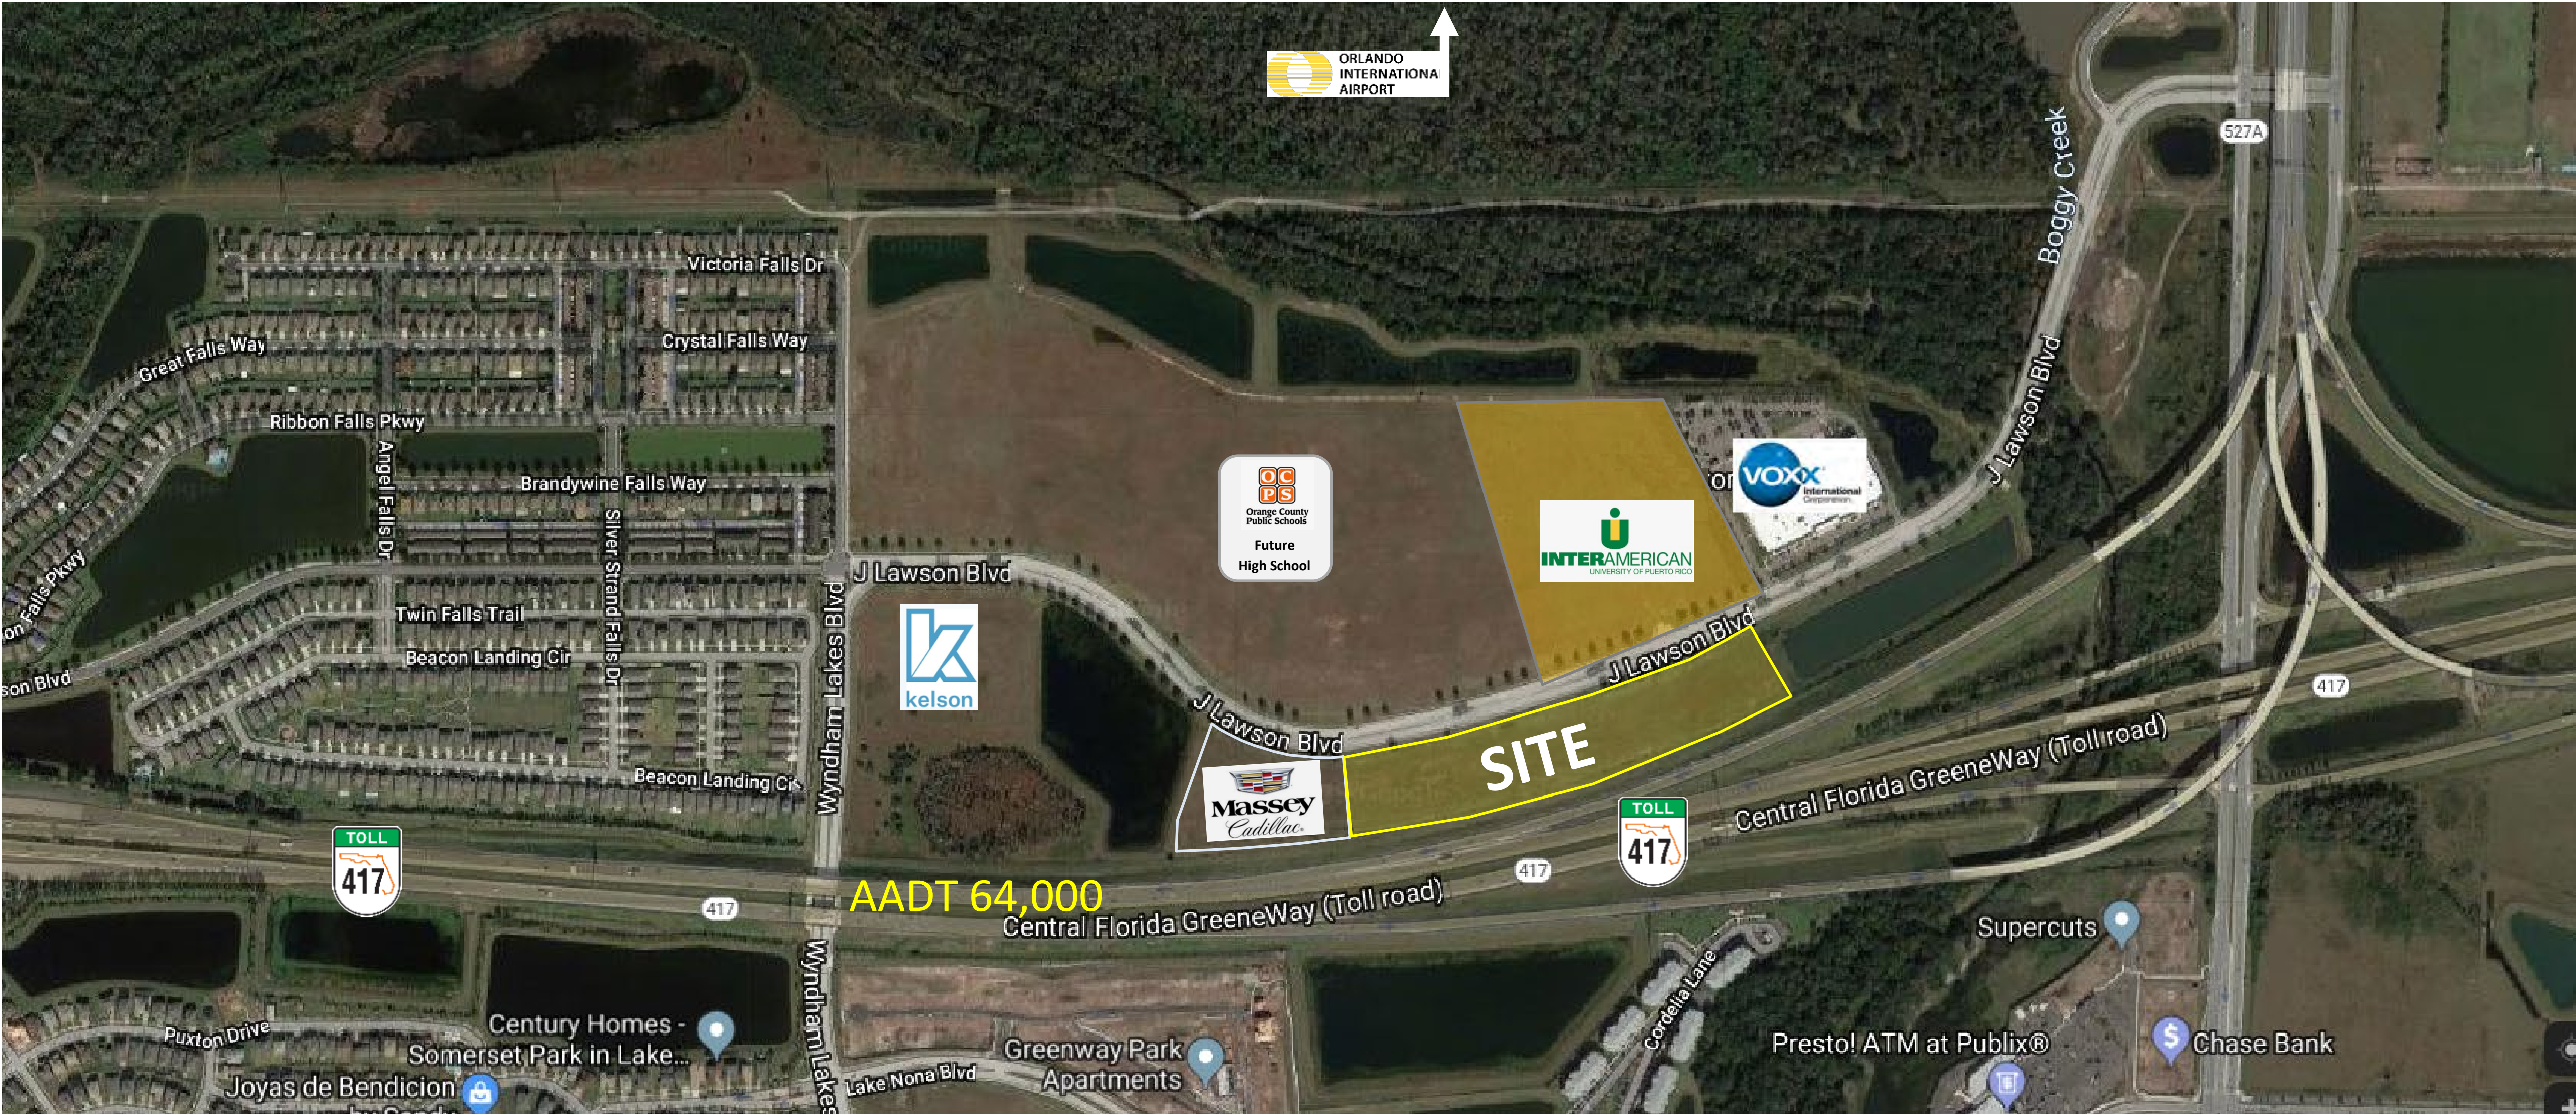 ORLANDO
INTERNATIONA
AIRPORT
527A
Boggy Creek
Victoria Falls Dr
Crystal Falls Way
Great Falls Way
Ribbon Falls Pkwy
Angel Falls Dr
Brandywine Falls Way
Silver Strand Falls Dr
on Falls Pkwy
J Lawson Blvd
OC
PS
Orange County
Public Schools
Future
High School
VOXX
International
Corporation
INTERAMERICAN
UNIVERSITY OF PUERTO RICO
J Lawson Blvd
Twin Falls Trail
Beacon Landing Cir
son Blvd
Wyndham Lakes Blvd
kelson
J Lawson Blvd
J Lawson Blvd
SITE
Massey
Cadillac
Beacon Landing Cir
417
Central Florida GreeneWay (Toll road)
TOLL
417
TOLL
417
417
417
AADT 64,000
Central Florida GreeneWay (Toll road)
Supercuts
Wyndham Lakes
Cordelia Lane
Puxton Drive
Century Homes -
Somerset Park in Lake...
Greenway Park
Apartments
Presto! ATM at Publix®
Chase Bank
Lake Nona Blvd
Joyas de Bendicion